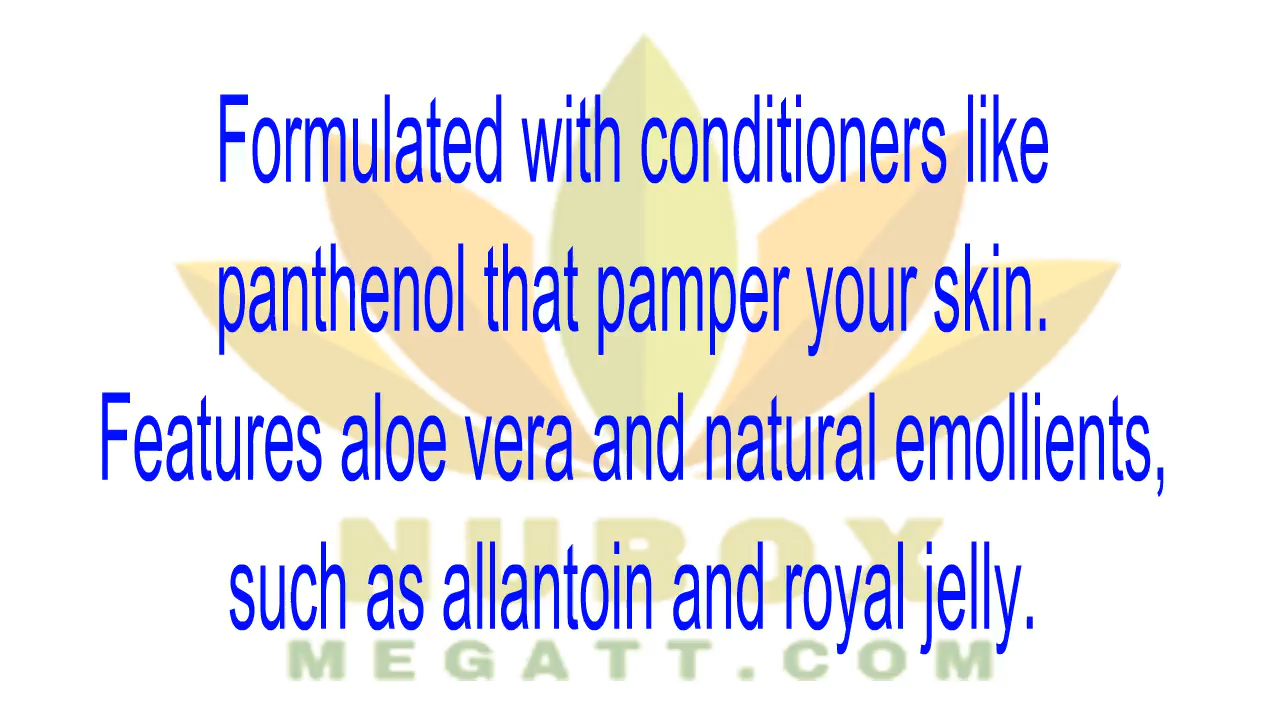 Formulated with conditioners like
panthenol that pamper your skin.
Features aloe vera and natural emollients,
such as allantoin and royal jelly.
NUBOX
MEGATT.COM